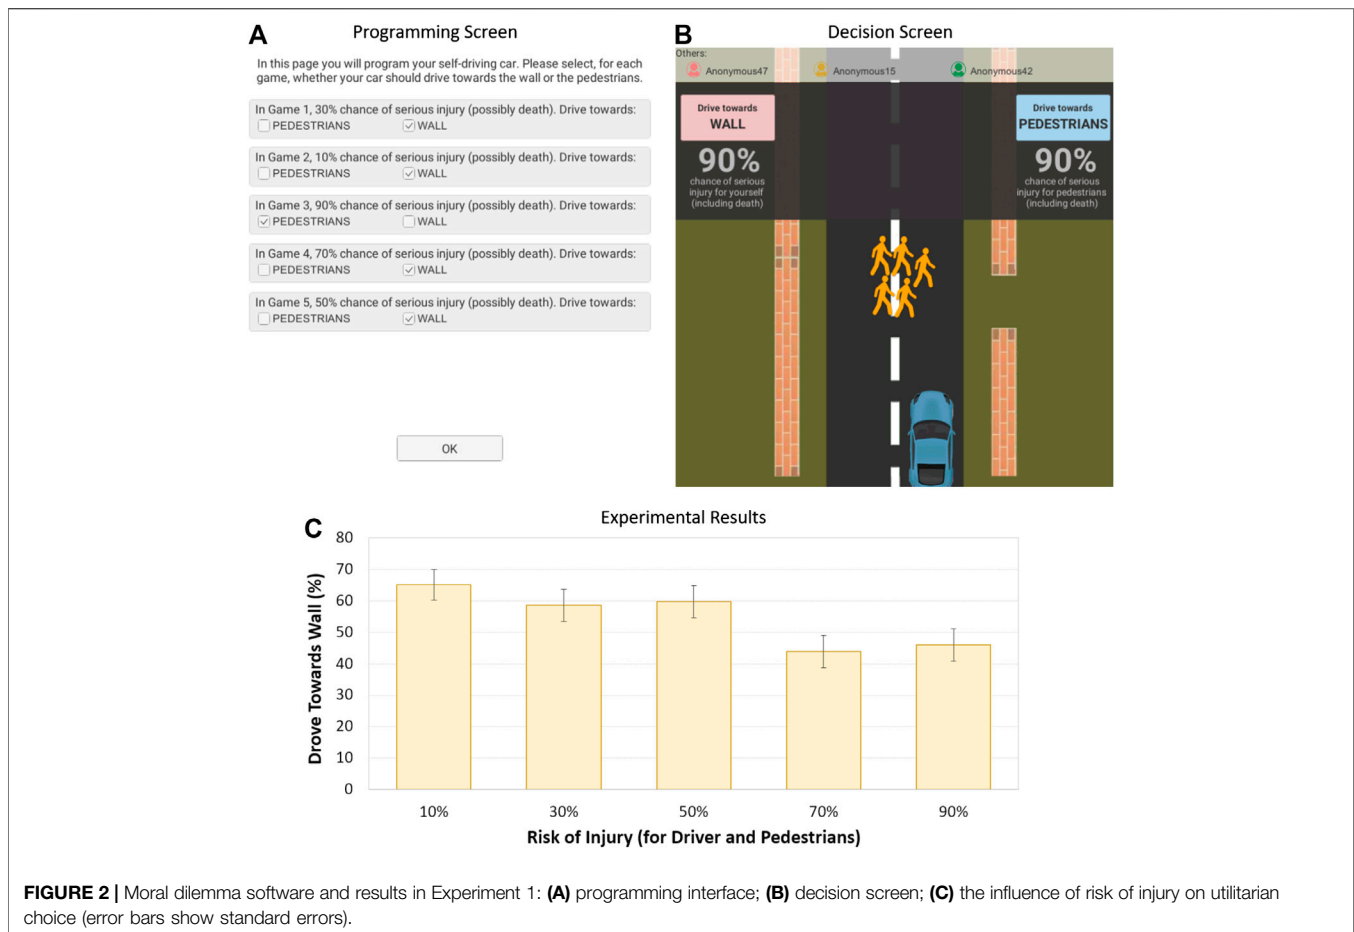 A
Programming Screen
In this page you will program your self-driving car. Please select, for each
game, whether your car should drive towards the wall or the pedestrians.
In Game 1, 30% chance of serious injury (possibly death). Drive towards:
PEDESTRIANS WALL
In Game 2, 10% chance of serious injury (possibly death). Drive towards:
PEDESTRIANS WALL
In Game 3, 90% chance of serious injury (possibly death). Drive towards:
PEDESTRIANS WALL
In Game 4, 70% chance of serious injury (possibly death). Drive towards:
PEDESTRIANS WALL
In Game 5, 50% chance of serious injury (possibly death). Drive towards:
PEDESTRIANS WALL
OK
B
Decision Screen
Others:
Anonymous47 Anonymous15 Anonymous42
Drive towards
WALL
90%
chance of serious
injury for yourself
(including death)
Drive towards
PEDESTRIANS
90%
chance of serious
injury for pedestrians
(including death)
C
Experimental Results
Drove Towards Wall (%)
80
70
60
50
40
30
20
10
0
10% 30% 50% 70% 90%
Risk of Injury (for Driver and Pedestrians)
FIGURE 2 | Moral dilemma software and results in Experiment 1: (A) programming interface; (B) decision screen; (C) the influence of risk of injury on utilitarian
choice (error bars show standard errors).